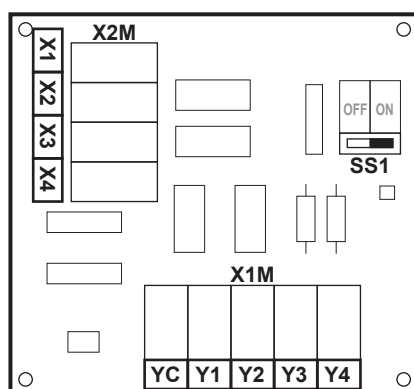 X2M
X1
X2
X3
X4
OFF ON
SS1
X1M
YC Y1 Y2 Y3 Y4